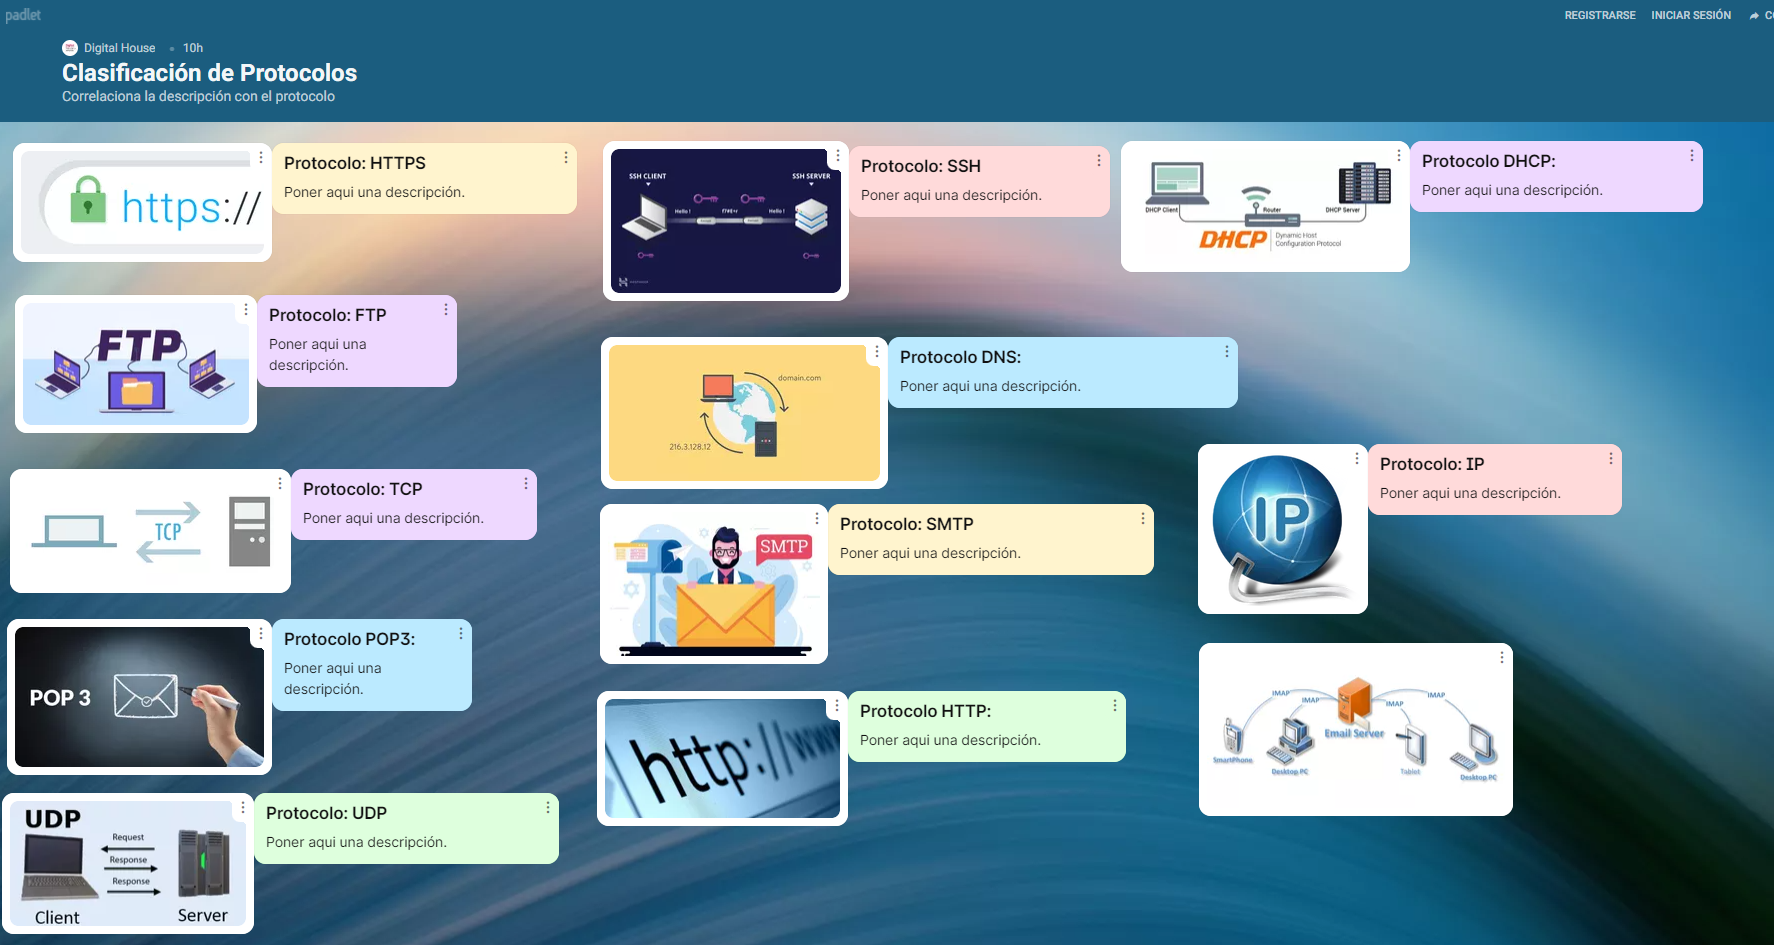 padlet
REGISTRARSE
INICIAR SESIÓN
Digital House
10h
Clasificación de Protocolos
Correlaciona la descripción con el protocolo
https://
Protocolo: HTTPS
Poner aqui una descripción.
FTP
Protocolo: FTP
Poner aqui una
descripción.
TCP
Protocolo: TCP
Poner aqui una descripción.
POP 3
Protocolo POP3:
Poner aqui una
descripción.
UDP
Request
Response
Response
Client
Server
Protocolo: UDP
Poner aqui una descripción.
SSH CLIENT
SSH SERVER
Hello !
Hello !
Protocolo: SSH
Poner aqui una descripción.
domain.com
216.3.128.12
Protocolo DNS:
Poner aqui una descripción.
SMTP
Protocolo: SMTP
Poner aqui una descripción.
http://ww
Protocolo HTTP:
Poner aqui una descripción.
DHCP Client
Router
DHCP Server
DHCP
Dynamic Host
Configuration Protocol
Protocolo DHCP:
Poner aqui una descripción.
IP
Protocolo: IP
Poner aqui una descripción.
IMAP
IMAP
IMAP
IMAP
Email Server
SmartPhone
Desktop PC
Tablet
Desktop PC